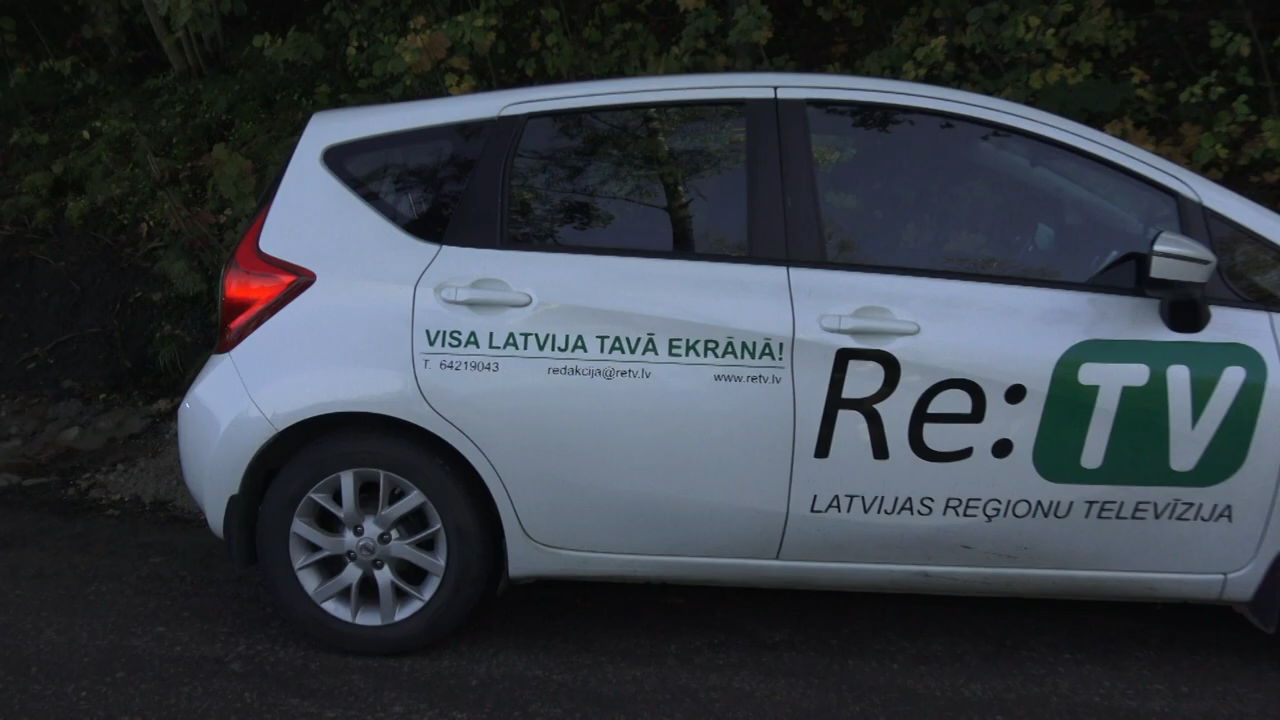 VISA LATVIJA TAVĀ EKRĀNĀ!
T. 64219043 redakcija@retv.lv www.retv.lv
Re:TV
LATVIJAS REĢIONU TELEVĪZIJA